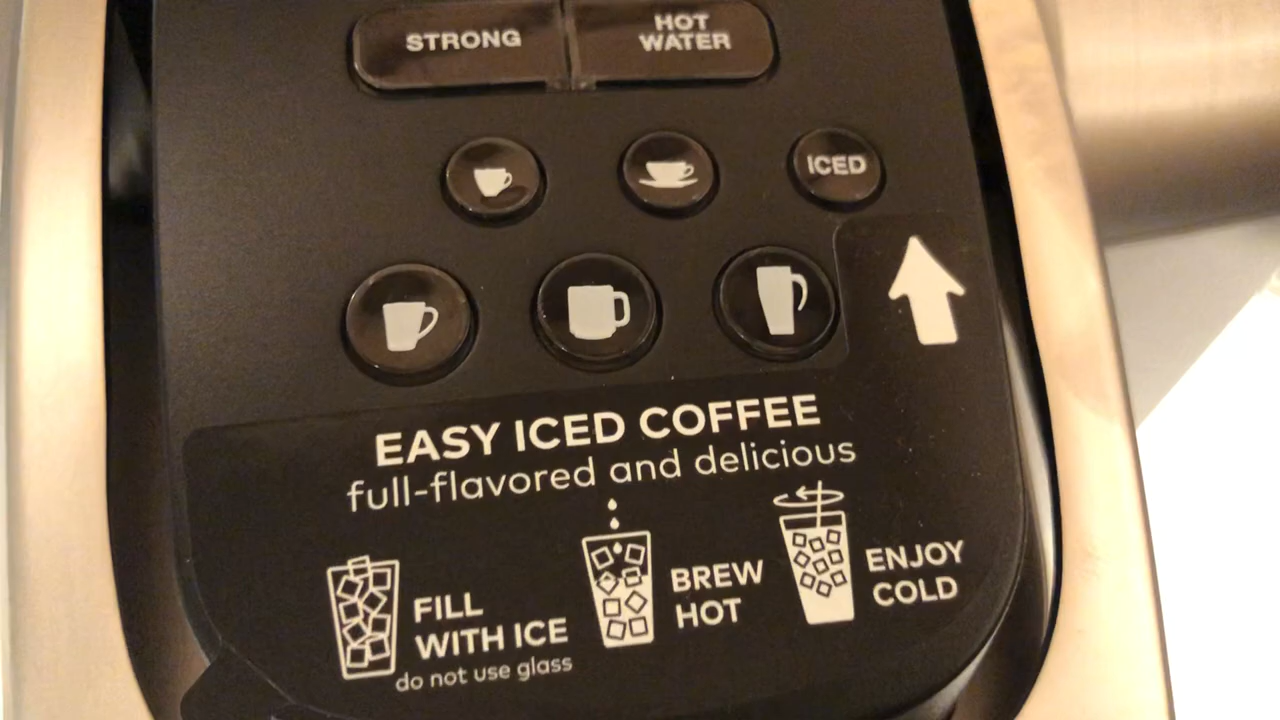 STRONG
HOT
WATER
ICED
EASY ICED COFFEE
full-flavored and delicious
FILL
WITH ICE
do not use glass
BREW
HOT
ENJOY
COLD